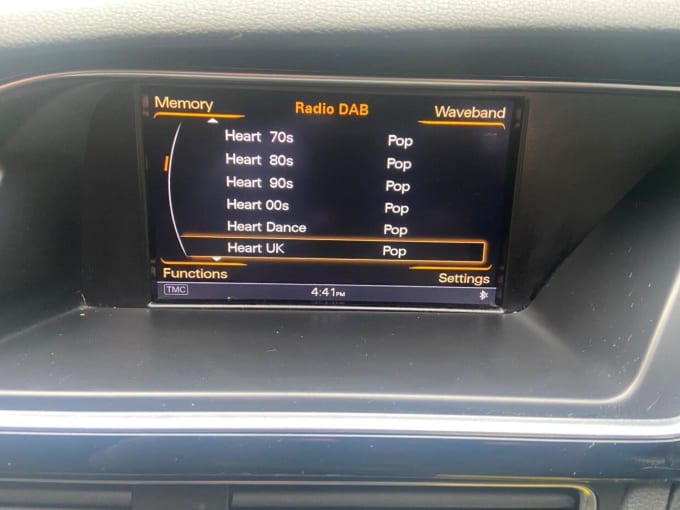 Memory Radio DAB Waveband
Heart 70s Pop
Heart 80s Pop
Heart 90s Pop
Heart 00s Pop
Heart Dance Pop
Heart UK Pop
Functions Settings
TMC 4:41PM